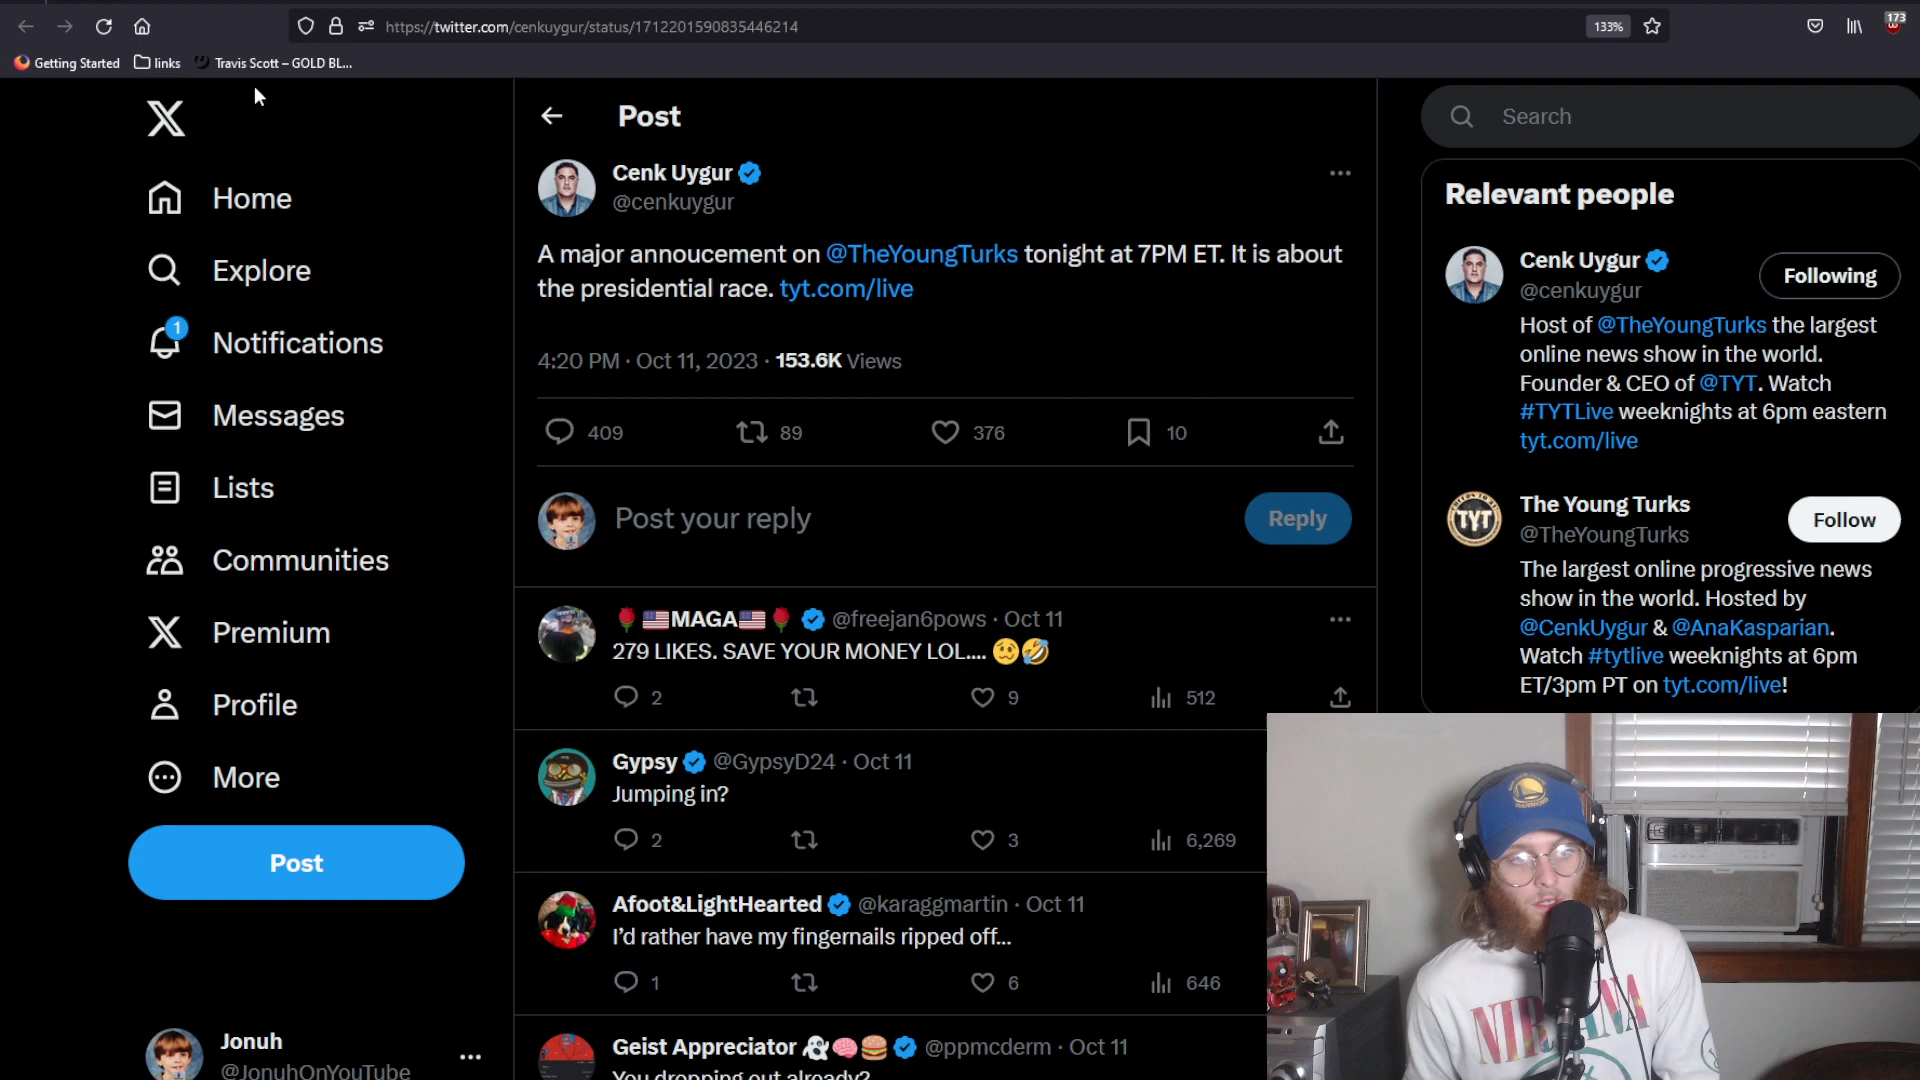 https://twitter.com/cenkuygur/status/1712201590835446214
133%
173
Getting Started
links
Travis Scott – GOLD BL...
Home
Explore
1
Notifications
Messages
Lists
Communities
Premium
Profile
More
Post
Jonuh
@JonuhOnYouTube
Post
Cenk Uygur
@cenkuygur
A major annoucement on @TheYoungTurks tonight at 7PM ET. It is about
the presidential race. tyt.com/live
4:20 PM · Oct 11, 2023 · 153.6K Views
409 89 376 10
Post your reply
Reply
🌹🇺🇸MAGA🇺🇸🌹 @freejan6pows · Oct 11
279 LIKES. SAVE YOUR MONEY LOL.... 🥴🤣
2 9 512
Gypsy @GypsyD24 · Oct 11
Jumping in?
2 3 6,269
Afoot&LightHearted @karaggmartin · Oct 11
I’d rather have my fingernails ripped off...
1 6 646
Geist Appreciator 👻🧠🍔 @ppmcderm · Oct 11
You dropping out already?
Search
Relevant people
Cenk Uygur
@cenkuygur
Following
Host of @TheYoungTurks the largest
online news show in the world.
Founder & CEO of @TYT. Watch
#TYTLive weeknights at 6pm eastern
tyt.com/live
TYT
The Young Turks
@TheYoungTurks
Follow
The largest online progressive news
show in the world. Hosted by
@CenkUygur & @AnaKasparian.
Watch #tytlive weeknights at 6pm
ET/3pm PT on tyt.com/live!
NIRVANA